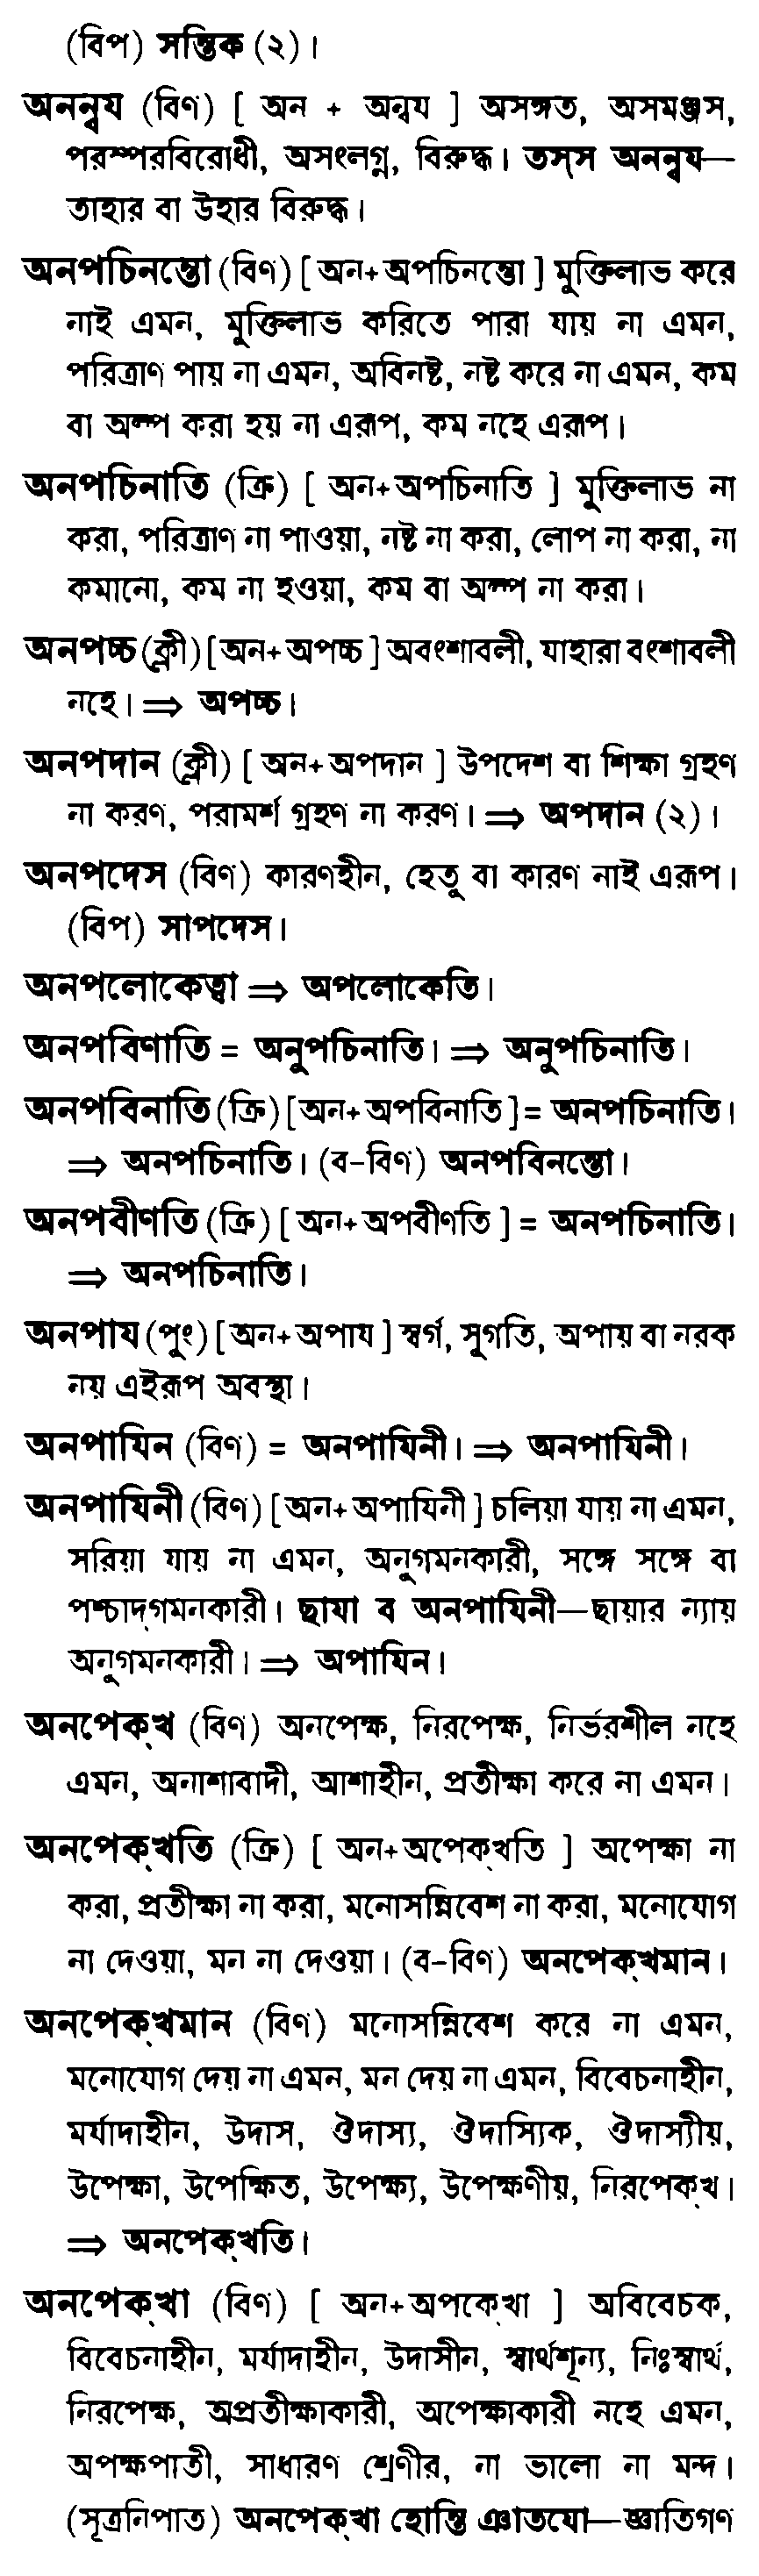 (বিপ) সন্তিক (২)।
অনন্বয (বিণ) [ অন + অন্বয ] অসঙ্গত, অসমঞ্জস,
পরস্পরবিরোধী, অসংলগ্ন, বিরুদ্ধ। তস্স অনন্বয—
তাহার বা উহার বিরুদ্ধ।
অনপচিনন্তো (বিণ) [ অন+অপচিনন্তো ] মুক্তিলাভ করে
নাই এমন, মুক্তিলাভ করিতে পারা যায় না এমন,
পরিত্রাণ পায় না এমন, অবিনষ্ট, নষ্ট করে না এমন, কম
বা অল্প করা হয় না এরূপ, কম নহে এরূপ।
অনপচিনাতি (ক্রি) [ অন+অপচিনাতি ] মুক্তিলাভ না
করা, পরিত্রাণ না পাওয়া, নষ্ট না করা, লোপ না করা, না
কমানো, কম না হওয়া, কম বা অল্প না করা।
অনপচ্চ (ক্লী) [অন+অপচ্চ ] অবংশাবলী, যাহারা বংশাবলী
নহে। ⇒ অপচ্চ।
অনপদান (ক্লী) [ অন+অপদান ] উপদেশ বা শিক্ষা গ্রহণ
না করণ, পরামর্শ গ্রহণ না করণ। ⇒ অপদান (২)।
অনপদেস (বিণ) কারণহীন, হেতু বা কারণ নাই এরূপ।
(বিপ) সাপদেস।
অনপলোকেত্বা ⇒ অপলোকেতি।
অনপবিণাতি = অনুপচিনাতি। ⇒ অনুপচিনাতি।
অনপবিনাতি (ক্রি) [অন+অপবিনাতি ]= অনপচিনাতি।
⇒ অনপচিনাতি। (ব-বিণ) অনপবিনন্তো।
অনপবীণতি (ক্রি) [ অন+অপবীণতি ] = অনপচিনাতি।
⇒ অনপচিনাতি।
অনপায (পুং) [অন+অপায ] স্বর্গ, সুগতি, অপায় বা নরক
নয় এইরূপ অবস্থা।
অনপাযিন (বিণ) = অনপাযিনী। ⇒ অনপাযিনী।
অনপাযিনী (বিণ) [অন+অপাযিনী ] চলিয়া যায় না এমন,
সরিয়া যায় না এমন, অনুগমনকারী, সঙ্গে সঙ্গে বা
পশ্চাদ্গমনকারী। ছাযা ব অনপাযিনী—ছায়ার ন্যায়
অনুগমনকারী। ⇒ অপাযিন।
অনপেক্খ (বিণ) অনপেক্ষ, নিরপেক্ষ, নির্ভরশীল নহে
এমন, অনাশাবাদী, আশাহীন, প্রতীক্ষা করে না এমন।
অনপেক্খতি (ক্রি) [ অন+অপেক্খতি ] অপেক্ষা না
করা, প্রতীক্ষা না করা, মনোসন্নিবেশ না করা, মনোযোগ
না দেওয়া, মন না দেওয়া। (ব-বিণ) অনপেক্খমান।
অনপেক্খমান (বিণ) মনোসন্নিবেশ করে না এমন,
মনোযোগ দেয় না এমন, মন দেয় না এমন, বিবেচনাহীন,
মর্যাদাহীন, উদাস, ঔদাস্য, ঔদাস্যিক, ঔদাস্যীয়,
উপেক্ষা, উপেক্ষিত, উপেক্ষ্য, উপেক্ষণীয়, নিরপেক্খ।
⇒ অনপেক্খতি।
অনপেক্খা (বিণ) [ অন+অপকে্খা ] অবিবেচক,
বিবেচনাহীন, মর্যাদাহীন, উদাসীন, স্বার্থশূন্য, নিঃস্বার্থ,
নিরপেক্ষ, অপ্রতীক্ষাকারী, অপেক্ষাকারী নহে এমন,
অপক্ষপাতী, সাধারণ শ্রেণীর, না ভালো না মন্দ।
(সূত্রনিপাত) অনপেক্খা হোন্তি ঞাতযো—জ্ঞাতিগণ